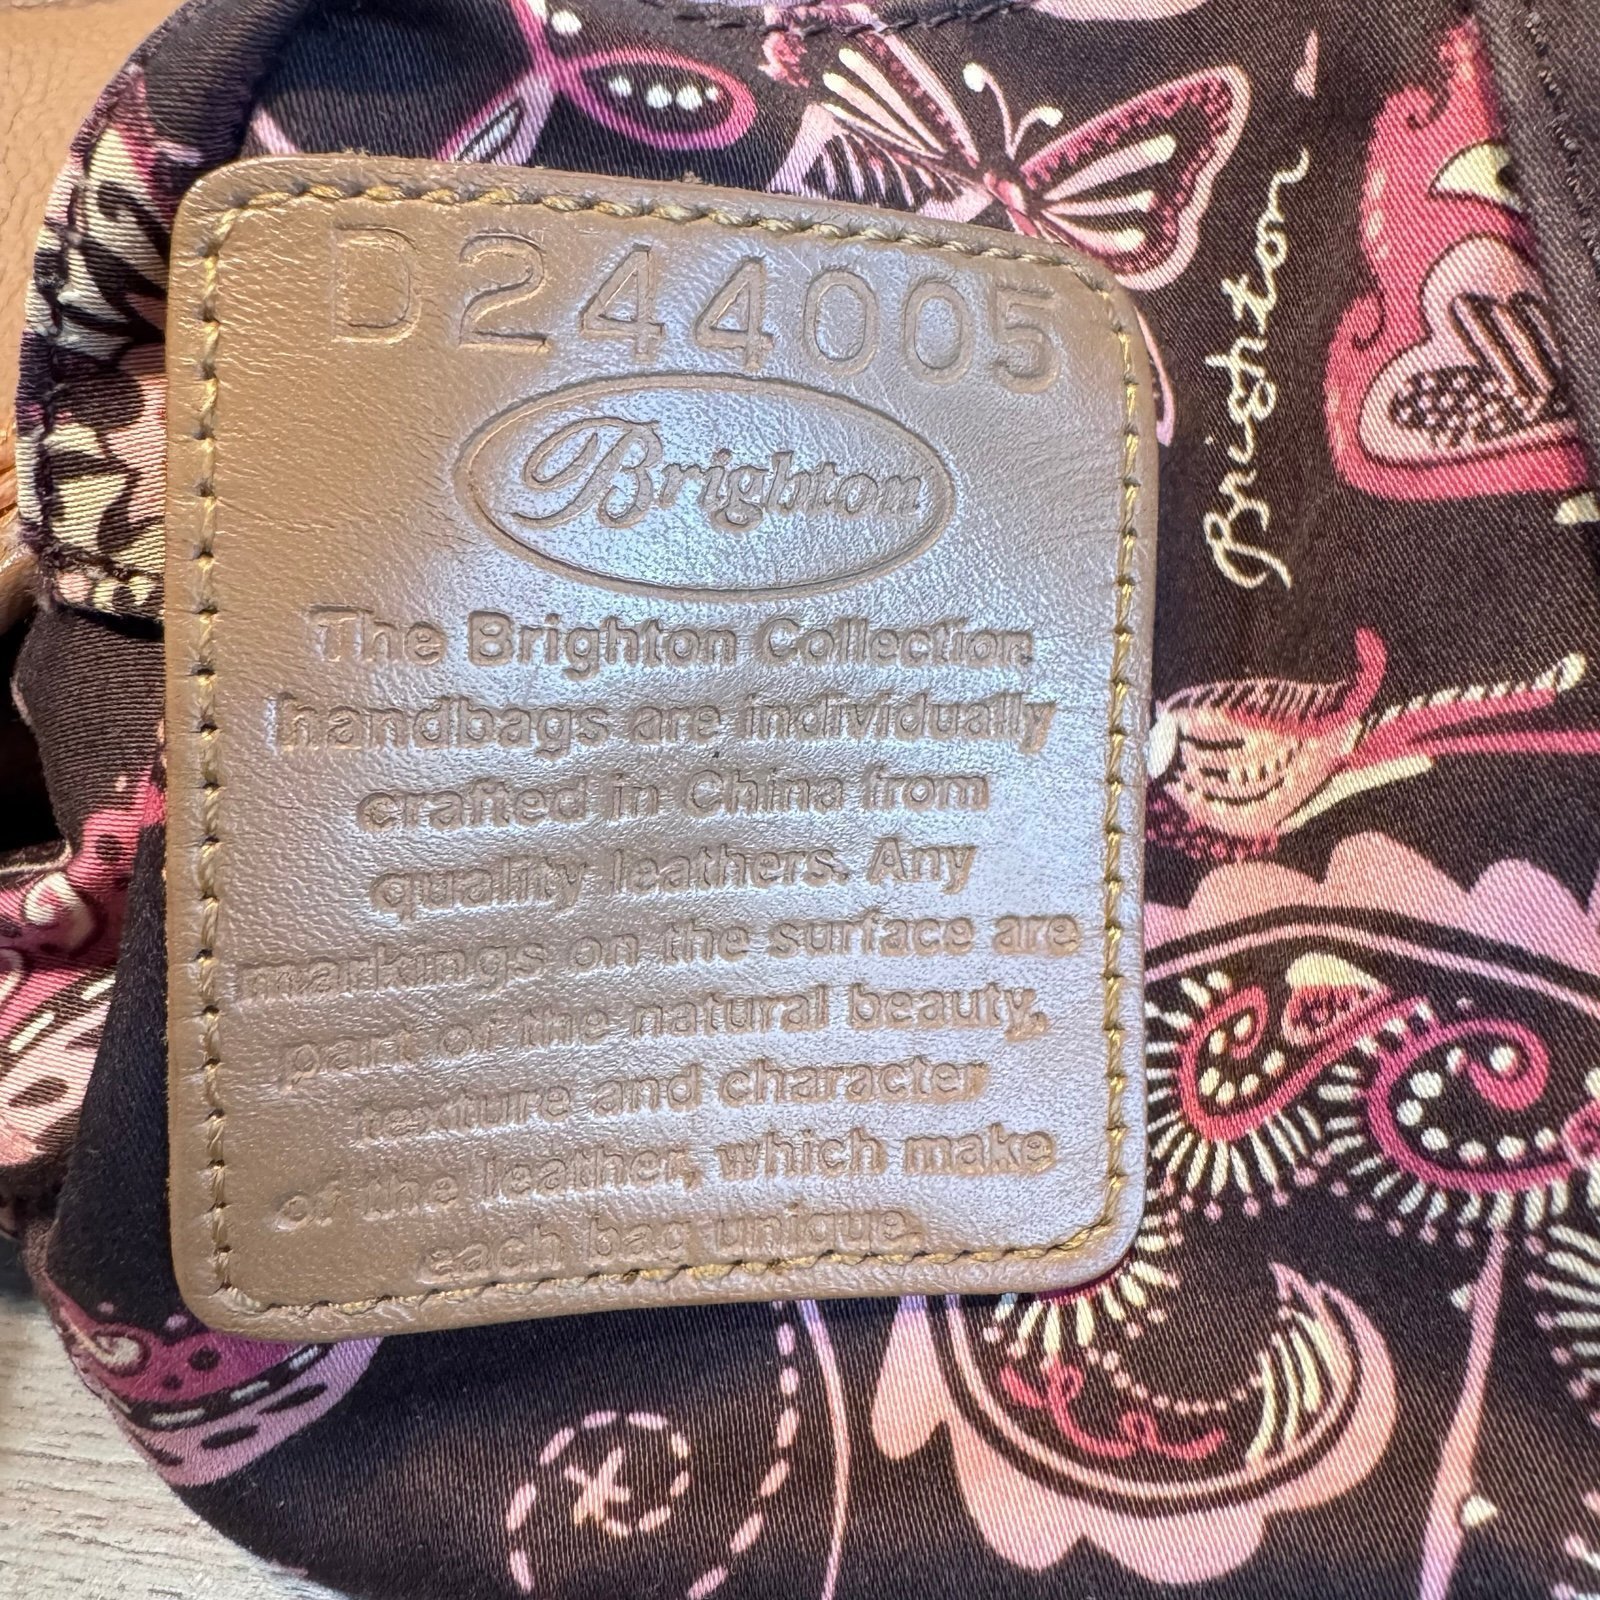 D244005
Brighton
The Brighton Collection
handbags are individually
crafted in China from
quality leathers. Any
markings on the surface are
part of the natural beauty,
texture and character
of the leather, which make
each bag unique.
Brighton